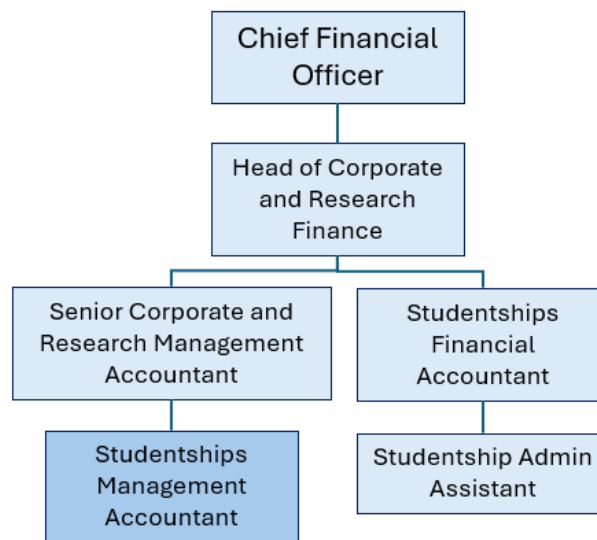 Chief Financial
Officer
Head of Corporate
and Research
Finance
Senior Corporate and
Research Management
Accountant
Studentships
Financial
Accountant
Studentships
Management
Accountant
Studentship Admin
Assistant